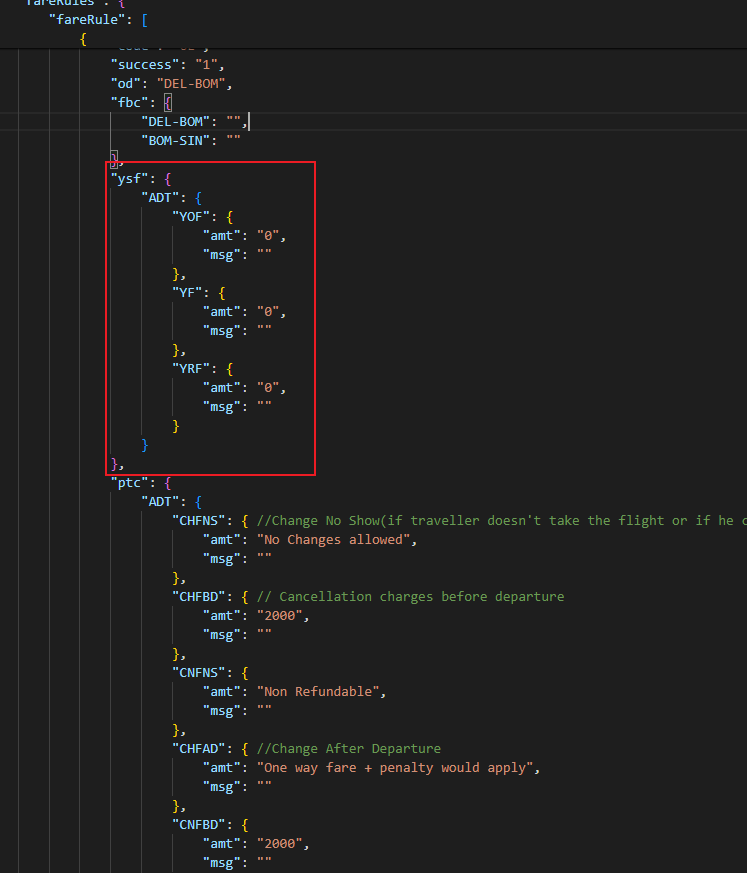 fareRules": {
"fareRule": [
{
"success": "1",
"od": "DEL-BOM",
"fbc": {
"DEL-BOM": "",
"BOM-SIN": ""
},
"ysf": {
"ADT": {
"YOF": {
"amt": "0",
"msg": ""
},
"YF": {
"amt": "0",
"msg": ""
},
"YRF": {
"amt": "0",
"msg": ""
}
}
},
"ptc": {
"ADT": {
"CHFNS": { //Change No Show(if traveller doesn't take the flight or if he
"amt": "No Changes allowed",
"msg": ""
},
"CHFBD": { // Cancellation charges before departure
"amt": "2000",
"msg": ""
},
"CNFNS": {
"amt": "Non Refundable",
"msg": ""
},
"CHFAD": { //Change After Departure
"amt": "One way fare + penalty would apply",
"msg": ""
},
"CNFBD": {
"amt": "2000",
"msg": ""